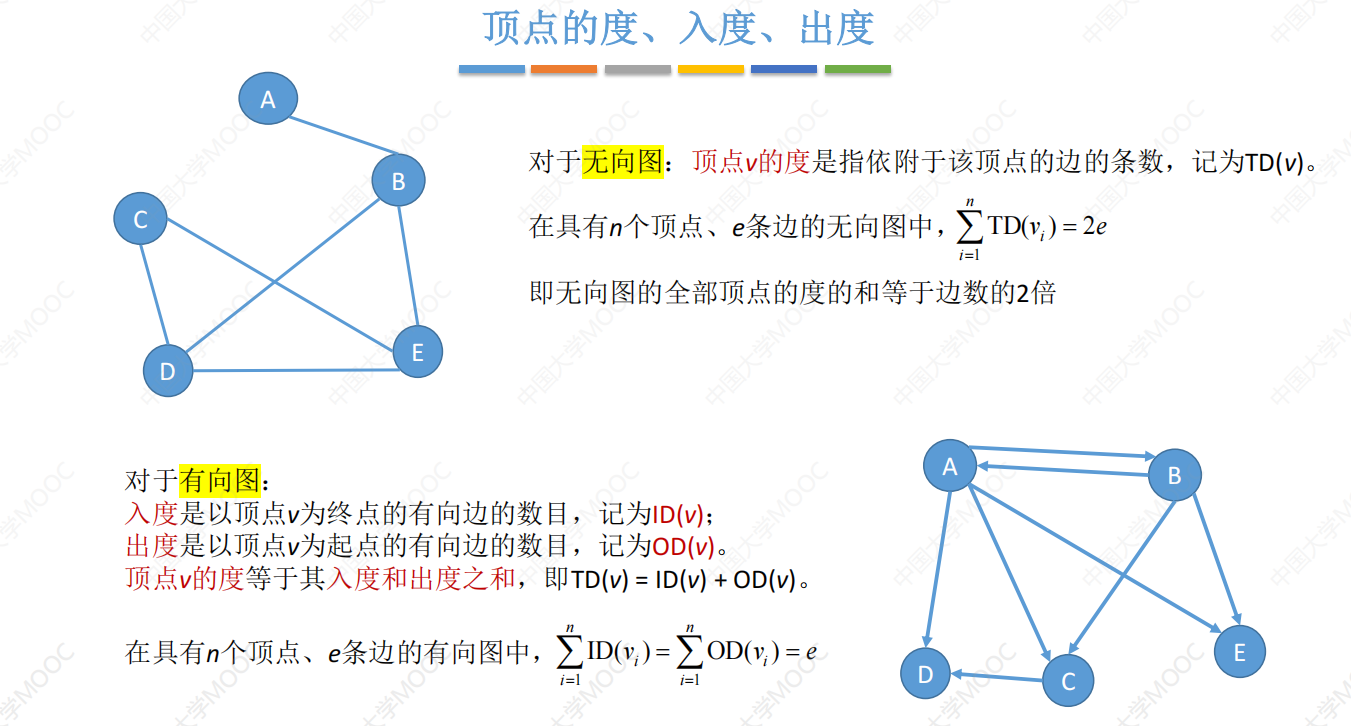 顶点的度、入度、出度
A
B
C
D
E
对于无向图：顶点v的度是指依附于该顶点的边的条数，记为TD(v)。
在具有n个顶点、e条边的无向图中，∑_{i=1}^{n} TD(v_i) = 2e
即无向图的全部顶点的度的和等于边数的2倍
对于有向图：
入度是以顶点v为终点的有向边的数目，记为ID(v)；
出度是以顶点v为起点的有向边的数目，记为OD(v)。
顶点v的度等于其入度和出度之和，即TD(v) = ID(v) + OD(v)。
在具有n个顶点、e条边的有向图中，∑_{i=1}^{n} ID(v_i) = ∑_{i=1}^{n} OD(v_i) = e
A
B
C
D
E
中国大学MOOC